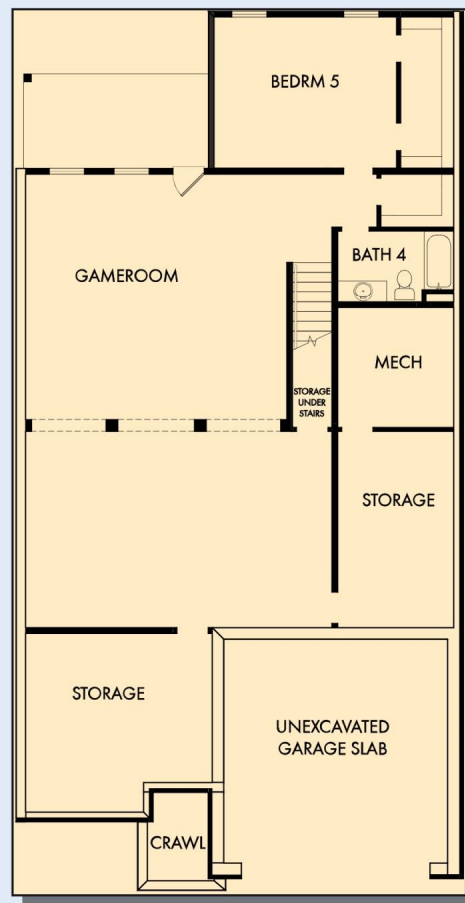 BEDRM 5
BATH 4
GAMEROOM
MECH
STORAGE
UNDER
STAIRS
STORAGE
STORAGE
UNEXCAVATED
GARAGE SLAB
CRAWL